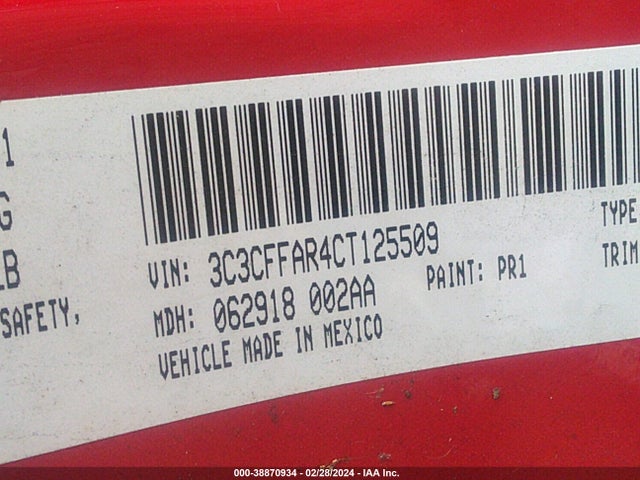 1
G
LB
SAFETY,
VIN: 3C3CFFAR4CT125509
MDH: 062918 002AA
VEHICLE MADE IN MEXICO
PAINT: PR1
TYPE
TRIM
000-38870934 - 02/28/2024 - IAA Inc.